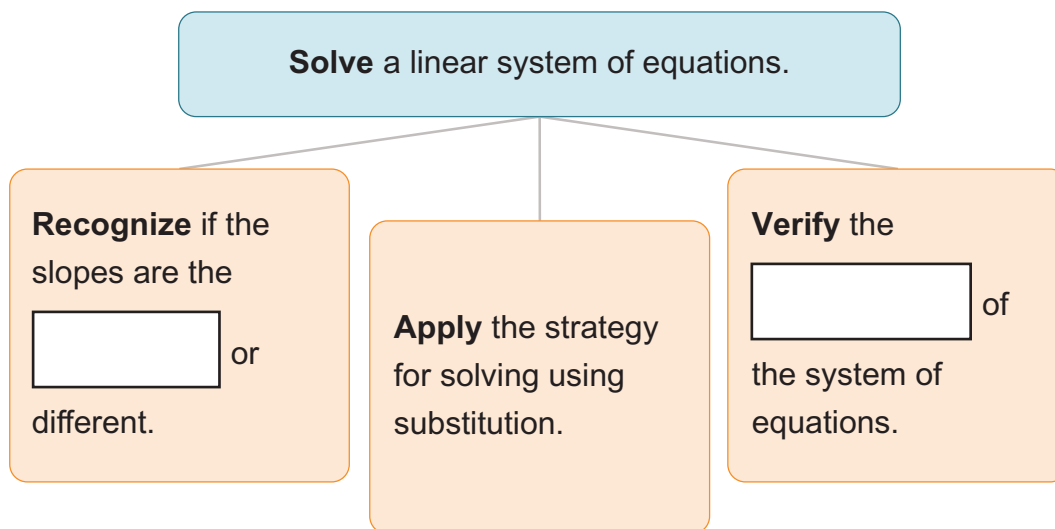 Solve a linear system of equations.
Recognize if the
slopes are the
or
different.
Apply the strategy
for solving using
substitution.
Verify the
of
the system of
equations.